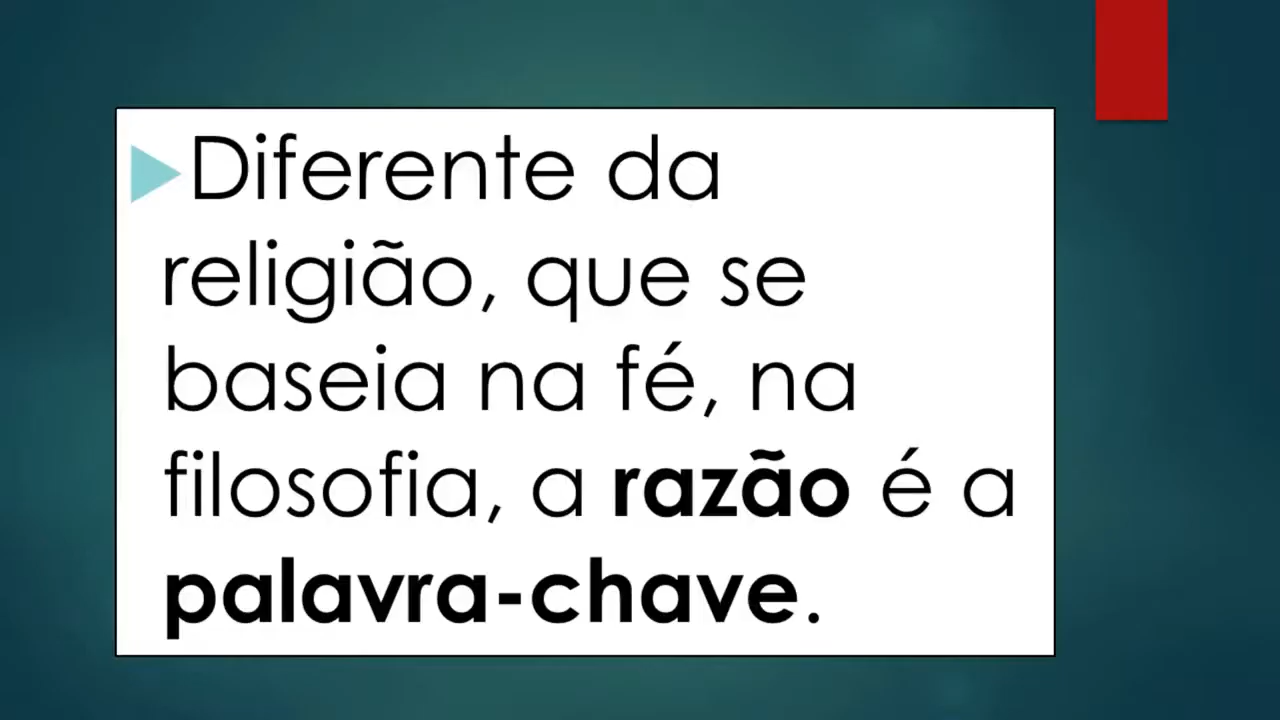 Diferente da
religião, que se
baseia na fé, na
filosofia, a razão é a
palavra-chave.